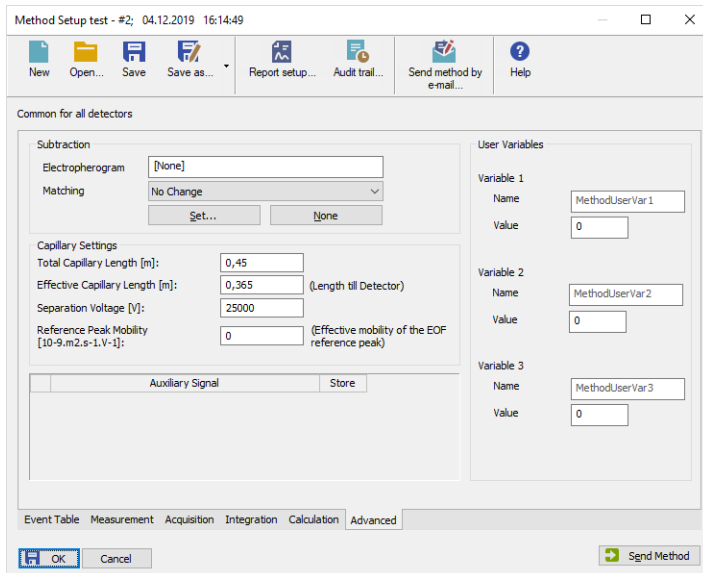 Method Setup test - #2; 04.12.2019 16:14:49
New Open... Save Save as... Report setup... Audit trail... Send method by e-mail... Help
Common for all detectors
Subtraction
Electropherogram [None]
Matching No Change
Set... None
Capillary Settings
Total Capillary Length [m]: 0,45
Effective Capillary Length [m]: 0,365 (Length till Detector)
Separation Voltage [V]: 25000
Reference Peak Mobility
[10-9.m2.s-1.V-1]: 0 (Effective mobility of the EOF
reference peak)
Auxiliary Signal Store
User Variables
Variable 1
Name MethodUserVar1
Value 0
Variable 2
Name MethodUserVar2
Value 0
Variable 3
Name MethodUserVar3
Value 0
Event Table Measurement Acquisition Integration Calculation Advanced
OK Cancel Send Method